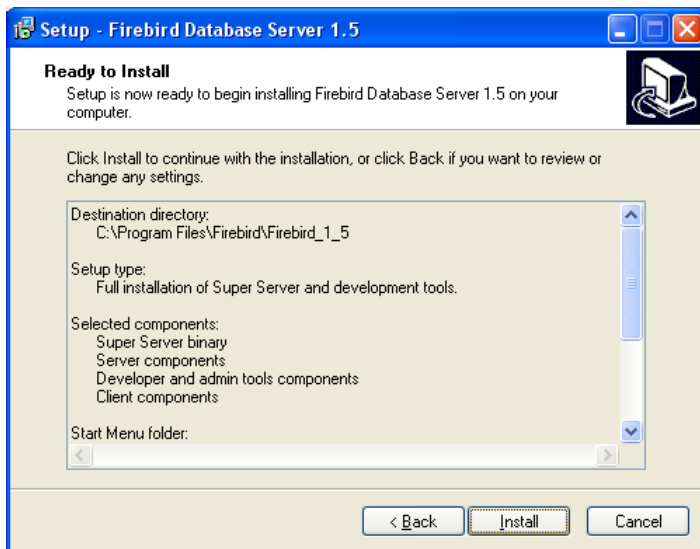 Setup - Firebird Database Server 1.5
Ready to Install
Setup is now ready to begin installing Firebird Database Server 1.5 on your
computer.
Click Install to continue with the installation, or click Back if you want to review or
change any settings.
Destination directory:
C:\Program Files\Firebird\Firebird_1_5
Setup type:
Full installation of Super Server and development tools.
Selected components:
Super Server binary
Server components
Developer and admin tools components
Client components
Start Menu folder:
< Back
Install
Cancel